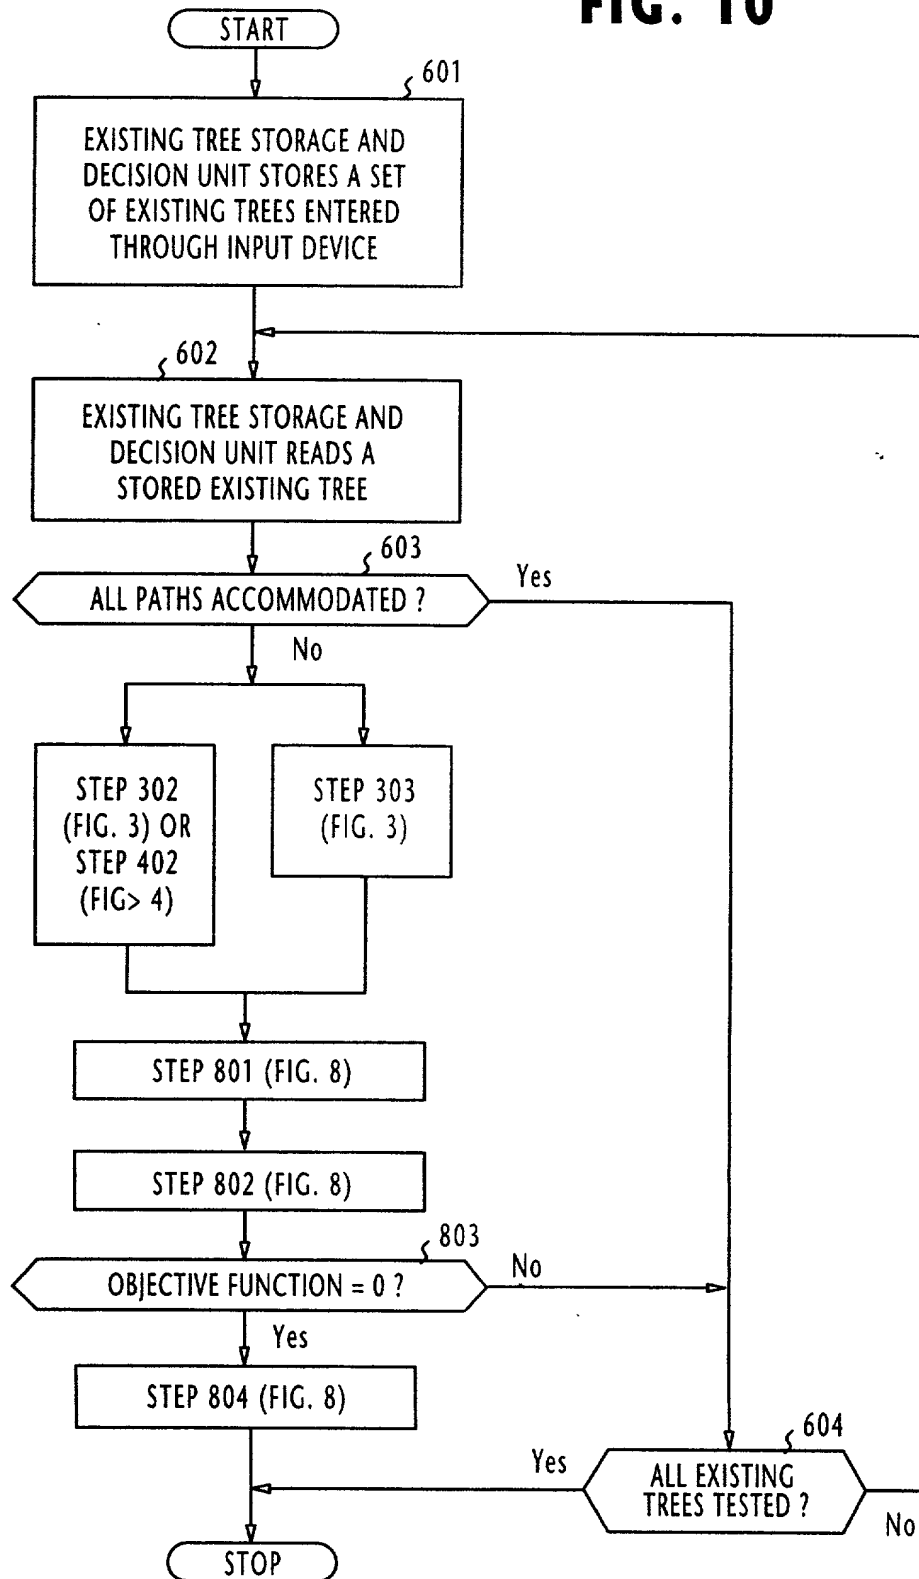 FIG. 10
START
601
EXISTING TREE STORAGE AND
DECISION UNIT STORES A SET
OF EXISTING TREES ENTERED
THROUGH INPUT DEVICE
602
EXISTING TREE STORAGE AND
DECISION UNIT READS A
STORED EXISTING TREE
603
ALL PATHS ACCOMMODATED ?
Yes
No
STEP 302
(FIG. 3) OR
STEP 402
(FIG> 4)
STEP 303
(FIG. 3)
STEP 801 (FIG. 8)
STEP 802 (FIG. 8)
803
OBJECTIVE FUNCTION = 0 ?
No
Yes
STEP 804 (FIG. 8)
604
Yes
ALL EXISTING
TREES TESTED ?
No
STOP